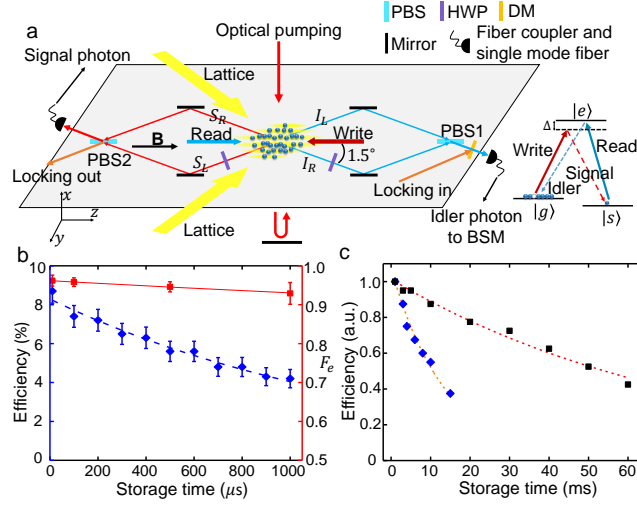 PBS HWP DM
Mirror Fiber coupler and single mode fiber
a
Signal photon
Optical pumping
Lattice
S_R
I_L
B
Read
Write
PBS1
PBS2
S_L
I_R
1.5°
Locking out
Locking in
x
z
y
Lattice
Idler photon to BSM
|e⟩
Δ1
Write
Read
Signal
Idler
|g⟩
|s⟩
b
10
8
6
4
2
0
Efficiency (%)
1.0
0.9
0.8
0.7
0.6
0.5
F_e
0 200 400 600 800 1000
Storage time (μs)
c
1.0
0.8
0.6
0.4
0.2
0
Efficiency (a.u.)
0 10 20 30 40 50 60
Storage time (ms)